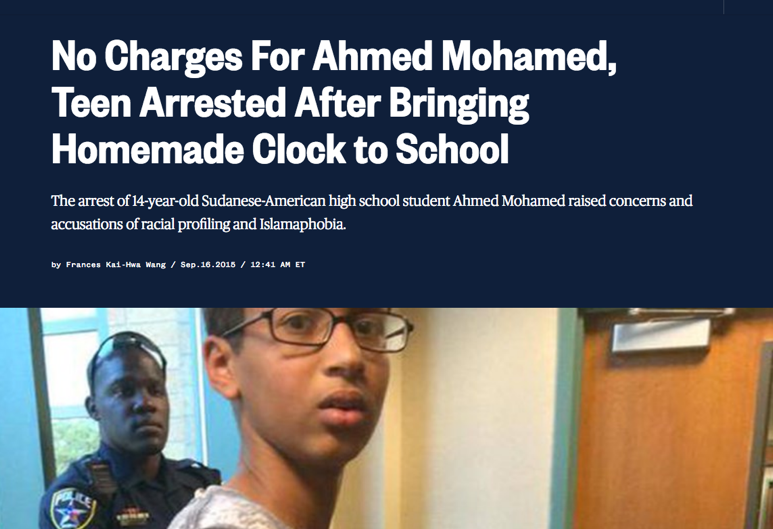 No Charges For Ahmed Mohamed,
Teen Arrested After Bringing
Homemade Clock to School
The arrest of 14-year-old Sudanese-American high school student Ahmed Mohamed raised concerns and
accusations of racial profiling and Islamaphobia.
by Frances Kai-Hwa Wang / Sep.16.2015 / 12:41 AM ET
POLICE